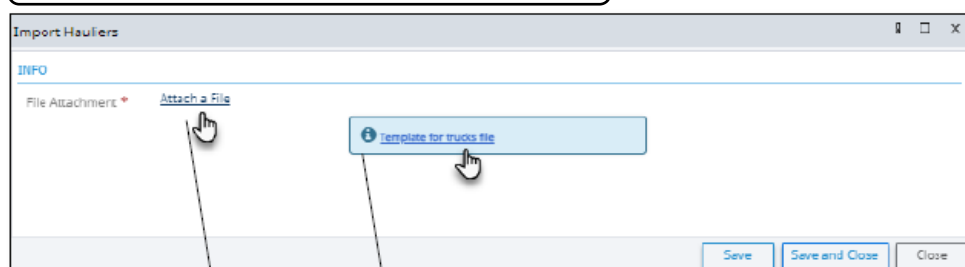 Import Hauliers
INFO
File Attachment * Attach a File
Template for trucks file
Save Save and Close Close